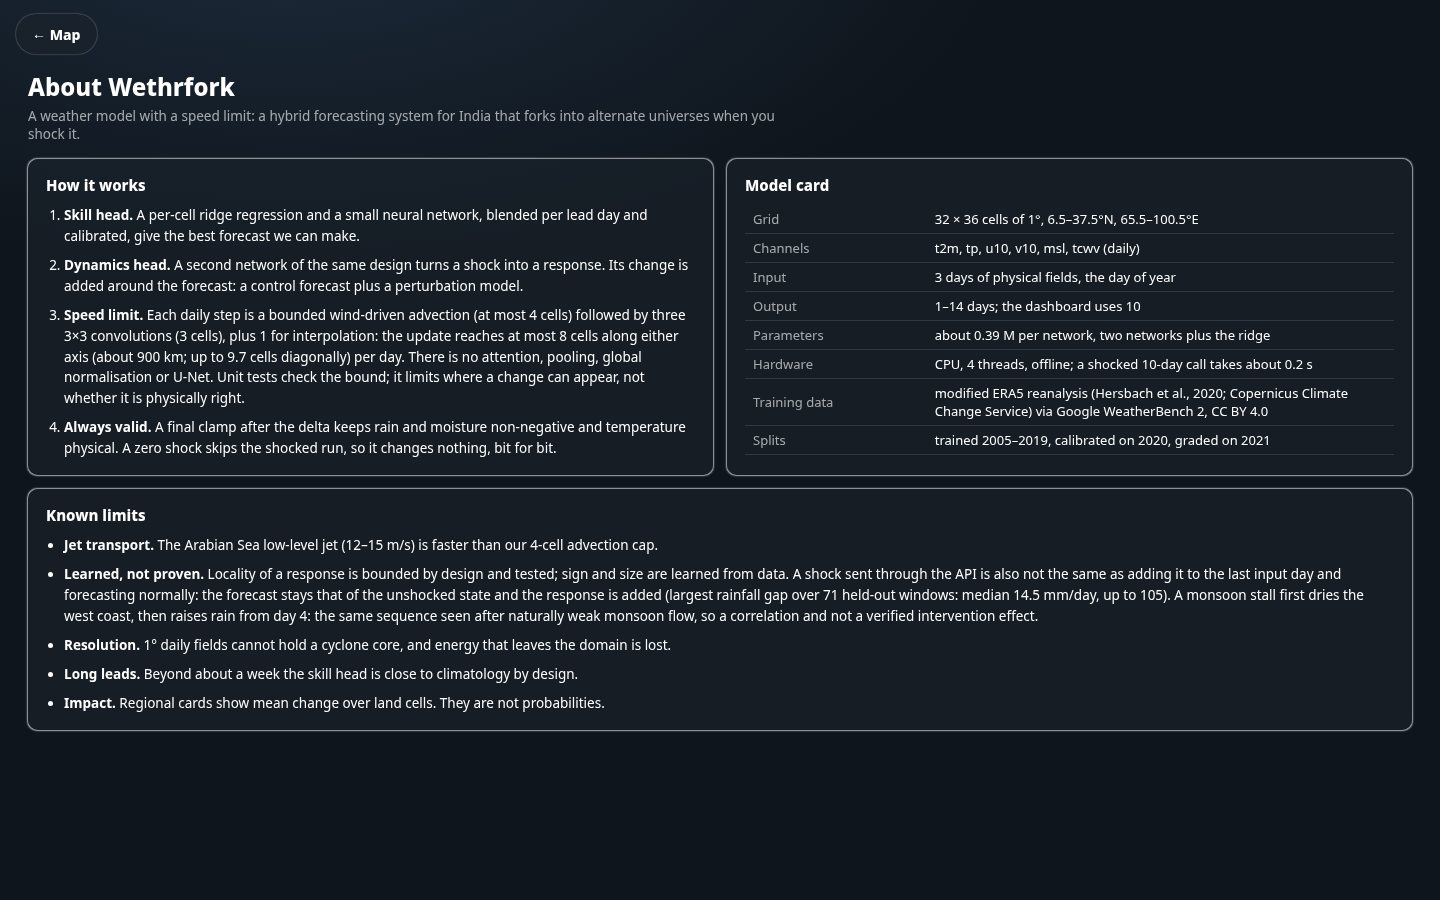 ← Map
About Wethrfork
A weather model with a speed limit: a hybrid forecasting system for India that forks into alternate universes when you
shock it.
How it works
1. Skill head. A per-cell ridge regression and a small neural network, blended per lead day and
calibrated, give the best forecast we can make.
2. Dynamics head. A second network of the same design turns a shock into a response. Its change is
added around the forecast: a control forecast plus a perturbation model.
3. Speed limit. Each daily step is a bounded wind-driven advection (at most 4 cells) followed by three
3×3 convolutions (3 cells), plus 1 for interpolation: the update reaches at most 8 cells along either
axis (about 900 km; up to 9.7 cells diagonally) per day. There is no attention, pooling, global
normalisation or U-Net. Unit tests check the bound; it limits where a change can appear, not
whether it is physically right.
4. Always valid. A final clamp after the delta keeps rain and moisture non-negative and temperature
physical. A zero shock skips the shocked run, so it changes nothing, bit for bit.
Model card
Grid 32 × 36 cells of 1°, 6.5–37.5°N, 65.5–100.5°E
Channels t2m, tp, u10, v10, msl, tcwv (daily)
Input 3 days of physical fields, the day of year
Output 1–14 days; the dashboard uses 10
Parameters about 0.39 M per network, two networks plus the ridge
Hardware CPU, 4 threads, offline; a shocked 10-day call takes about 0.2 s
Training data modified ERA5 reanalysis (Hersbach et al., 2020; Copernicus Climate
Change Service) via Google WeatherBench 2, CC BY 4.0
Splits trained 2005–2019, calibrated on 2020, graded on 2021
Known limits
• Jet transport. The Arabian Sea low-level jet (12–15 m/s) is faster than our 4-cell advection cap.
• Learned, not proven. Locality of a response is bounded by design and tested; sign and size are learned from data. A shock sent through the API is also not the same as adding it to the last input day and
forecasting normally: the forecast stays that of the unshocked state and the response is added (largest rainfall gap over 71 held-out windows: median 14.5 mm/day, up to 105). A monsoon stall first dries the
west coast, then raises rain from day 4: the same sequence seen after naturally weak monsoon flow, so a correlation and not a verified intervention effect.
• Resolution. 1° daily fields cannot hold a cyclone core, and energy that leaves the domain is lost.
• Long leads. Beyond about a week the skill head is close to climatology by design.
• Impact. Regional cards show mean change over land cells. They are not probabilities.